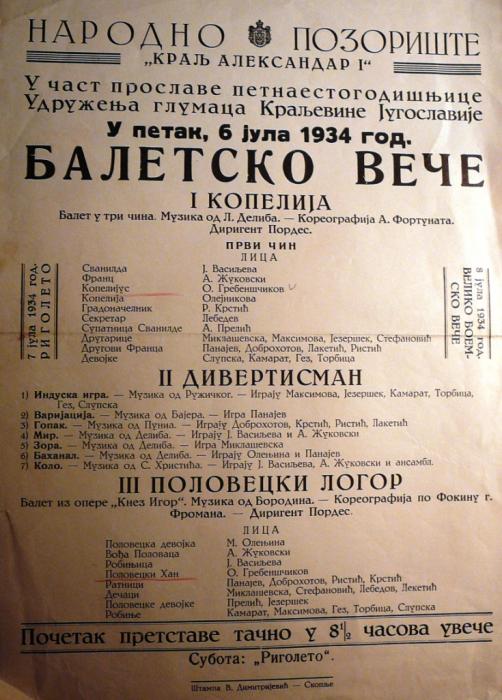 НАРОДНО ПОЗОРИШТЕ
„КРАЉ АЛЕКСАНДАР I“
У част прославе петнаестогодишњице
Удружења глумаца Краљевине Југославије
У петак, 6 јула 1934 год.
БАЛЕТСКО ВЕЧЕ
I КОПЕЛИЈА
Балет у три чина. Музика од Л. Делиба. — Кореографија А. Фортуната.
Диригент Пордес.
ПРВИ ЧИН
ЛИЦА
7 јула 1934 год.
РИГОЛЕТО
Сванилда Ј. Васиљева
Франц А. Жуковски
Копелијус О. Гребеншчиков
Копелија Олејникова
Градоначелник Р. Крстић
Секретар Лебедев
Супатница Сванилде А. Прелић
Другарице Миклашевска, Максимова, Језершек, Стефановић
Другови Франца Панајев, Доброхотов, Лакетић, Ристић
Девојке Слупска, Камарат, Гез, Торбица
8 јула 1934 год.
ВЕЛИКО БОЕМ-
СКО ВЕЧЕ
II ДИВЕРТИСМАН
1) Индуска игра. — Музика од Ружичког. — Играју Максимова, Језершек, Камарат, Торбица,
Гез, Слупска
2) Варијација. — Музика од Бајера. — Игра Панајев
3) Гопак. — Музика од Пуниа. — Играју Доброхотов, Крстић, Ристић, Лакетић
4) Мир. — Музика од Делиба. — Играју Ј. Васиљева и А. Жуковски
5) Зора. — Музика од Делиба. — Игра Миклашевска
6) Баханал. — Музика од Делиба. — Играју Олењина и Панајев
7) Коло. — Музика од С. Христића. — Играју Ј. Васиљева, А. Жуковски и ансамбл.
III ПОЛОВЕЦКИ ЛОГОР
Балет из опере „Кнез Игор“. Музика од Бородина. — Кореографија по Фокину г.
Фромана. — Диригент Пордес.
ЛИЦА
Половецка девојка М. Олењина
Вођа Половаца А. Жуковски
Робињица Ј. Васиљева
Половецки Хан О. Гребеншчиков
Ратници Панајев, Доброхотов, Ристић, Крстић
Дечаци Миклашевска, Стефановић, Лебедов, Лекетић
Половецке девојке Прелић, Језершек
Робиње Камарат, Максимова, Гез, Торбица, Слупска
Почетак претставе тачно у 8 1/2 часова увече
Субота: „Риголето“.
Штампа В. Димитријевић — Скопље